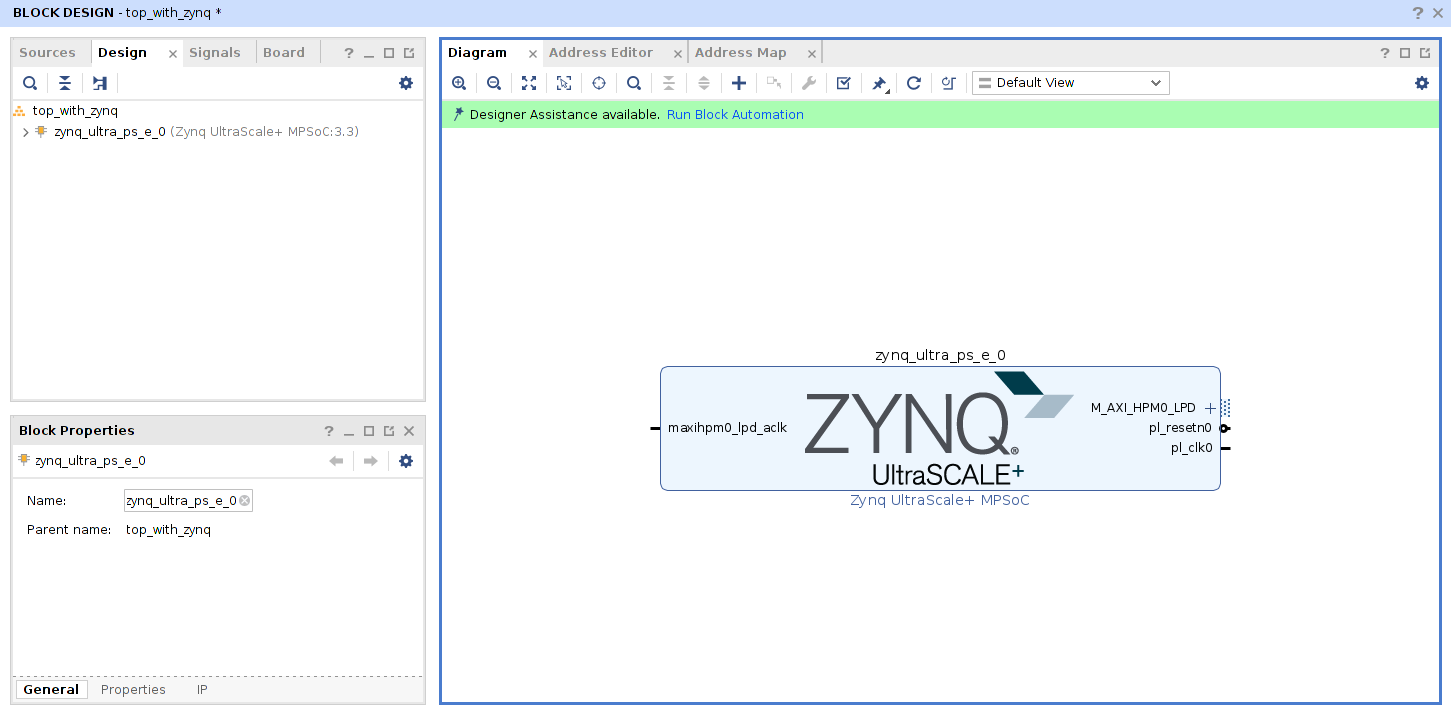 BLOCK DESIGN - top_with_zynq *
? ×
Sources Design × Signals Board ?
top_with_zynq
zynq_ultra_ps_e_0 (Zynq UltraScale+ MPSoC:3.3)
Block Properties ? ×
zynq_ultra_ps_e_0
Name: zynq_ultra_ps_e_0
Parent name: top_with_zynq
General Properties IP
Diagram × Address Editor × Address Map × ?
Default View
Designer Assistance available. Run Block Automation
zynq_ultra_ps_e_0
maxihpm0_lpd_aclk
ZYNQ®
UltraSCALE+
M_AXI_HPM0_LPD
pl_resetn0
pl_clk0
Zynq UltraScale+ MPSoC